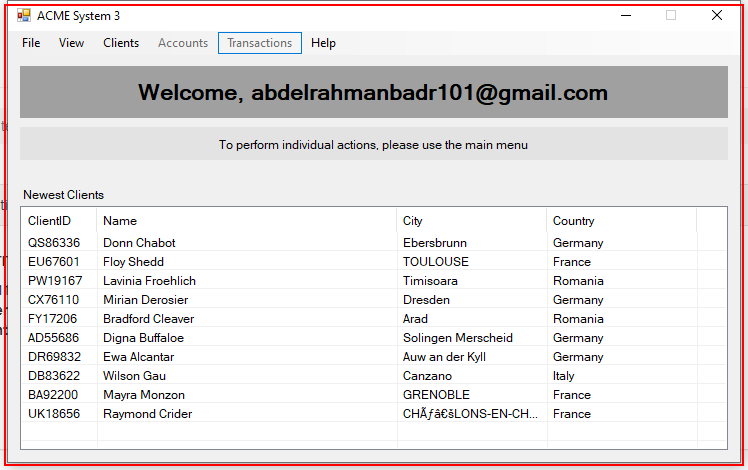 ACME System 3
File View Clients Accounts Transactions Help
Welcome, abdelrahmanbadr101@gmail.com
To perform individual actions, please use the main menu
Newest Clients
ClientID Name City Country
QS86336 Donn Chabot Ebersbrunn Germany
EU67601 Floy Shedd TOULOUSE France
PW19167 Lavinia Froehlich Timisoara Romania
CX76110 Mirian Derosier Dresden Germany
FY17206 Bradford Cleaver Arad Romania
AD55686 Digna Buffaloe Solingen Merscheid Germany
DR69832 Ewa Alcantar Auw an der Kyll Germany
DB83622 Wilson Gau Canzano Italy
BA92200 Mayra Monzon GRENOBLE France
UK18656 Raymond Crider CHÃƒâ€šLONS-EN-CH... France